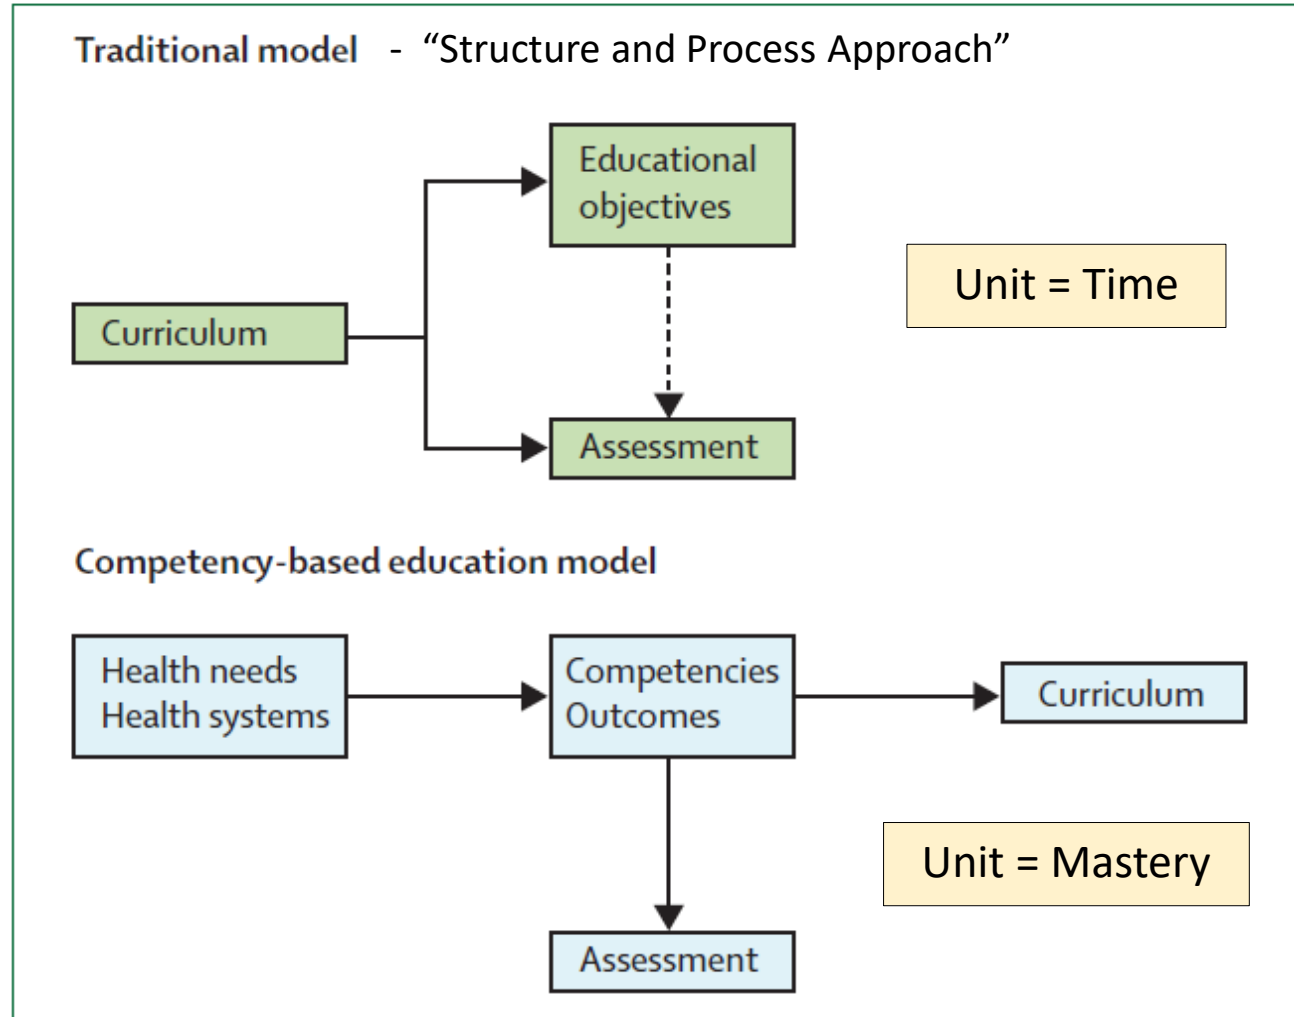 Traditional model - “Structure and Process Approach”
Educational
objectives
Unit = Time
Curriculum
Assessment
Competency-based education model
Health needs
Health systems
Competencies
Outcomes
Curriculum
Unit = Mastery
Assessment